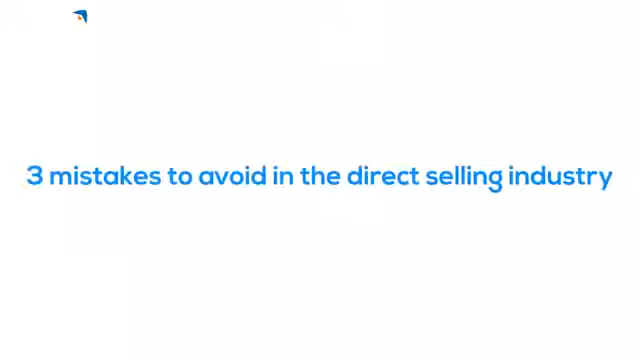 3 mistakes to avoid in the direct selling industry